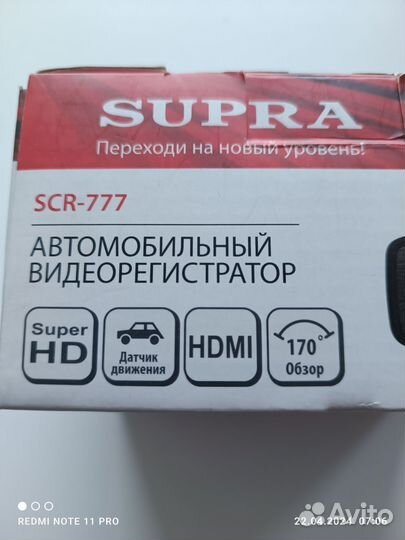 SUPRA
Переходи на новый уровень!
SCR-777
АВТОМОБИЛЬНЫЙ
ВИДЕОРЕГИСТРАТОР
Super
HD
Датчик
движения
HDMI
170°
Обзор
REDMI NOTE 11 PRO
22.04.2024 07:06
Avito